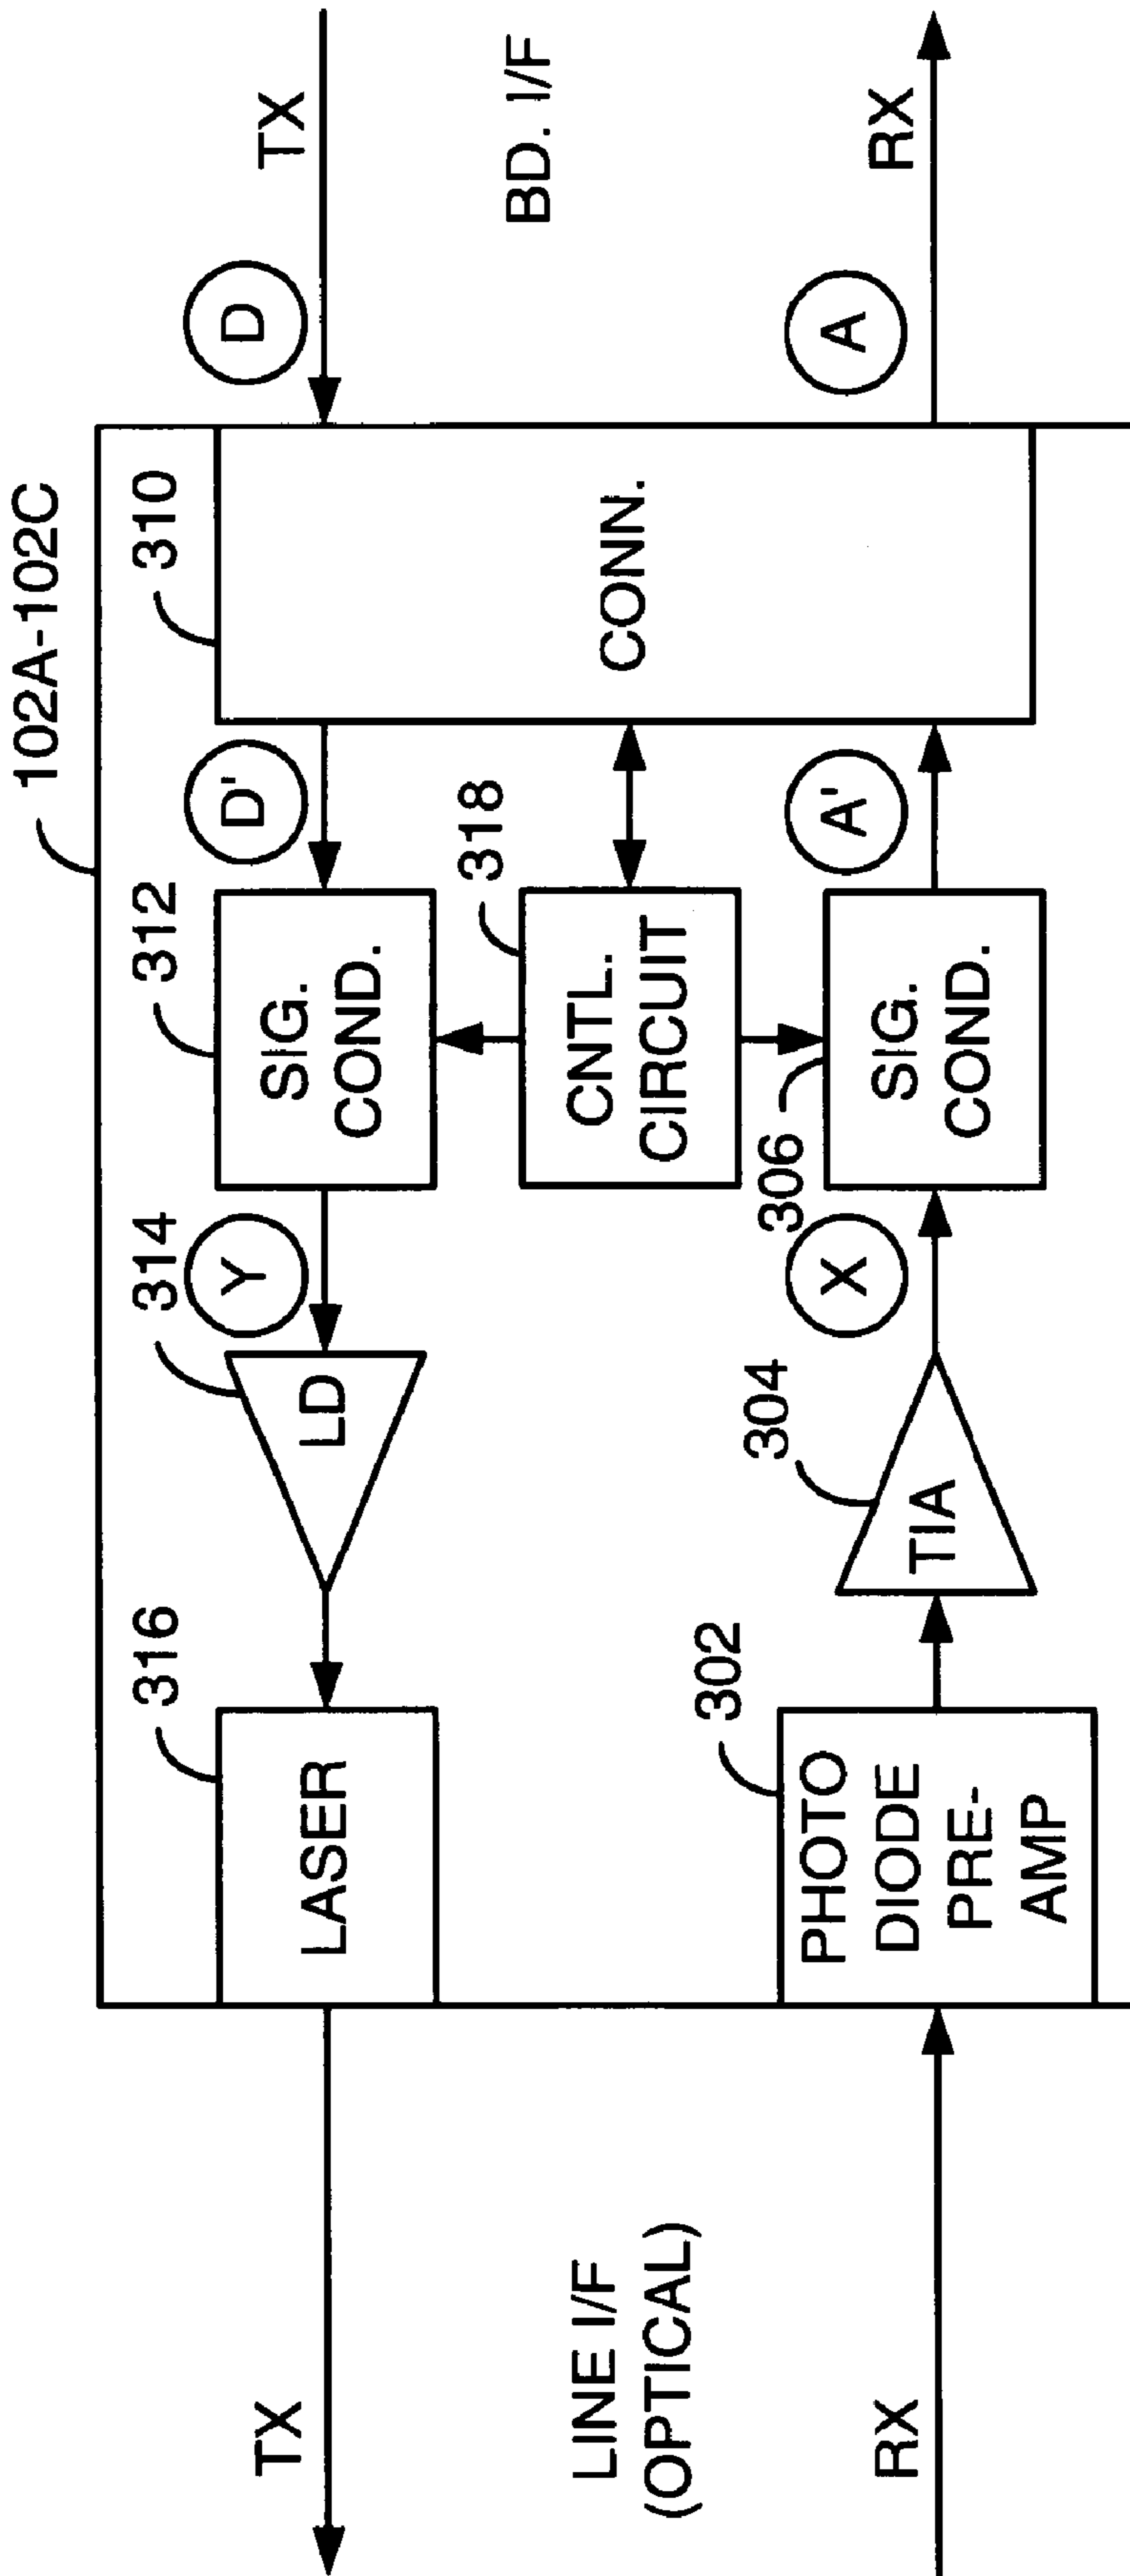 102A-102C
TX
316
314
312
310
LASER
LD
Y
SIG.
COND.
D'
D
TX
LINE I/F
(OPTICAL)
318
CNTL.
CIRCUIT
CONN.
BD. I/F
RX
302
PHOTO
DIODE
PRE-
AMP
304
TIA
X
306
SIG.
COND.
A'
A
RX